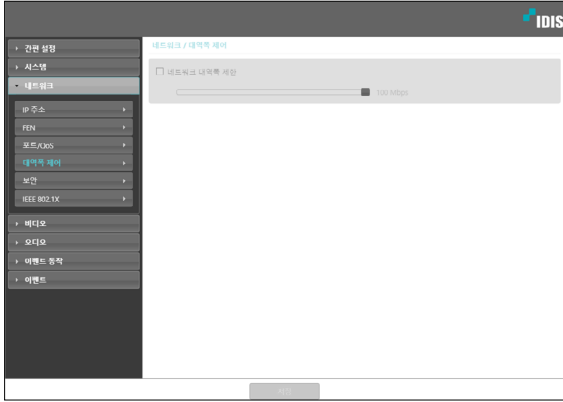 IDIS
간편 설정
시스템
네트워크
IP 주소
FEN
포트/QoS
대역폭 제어
보안
IEEE 802.1X
비디오
오디오
이벤트 동작
이벤트
네트워크 / 대역폭 제어
네트워크 대역폭 제한
100 Mbps